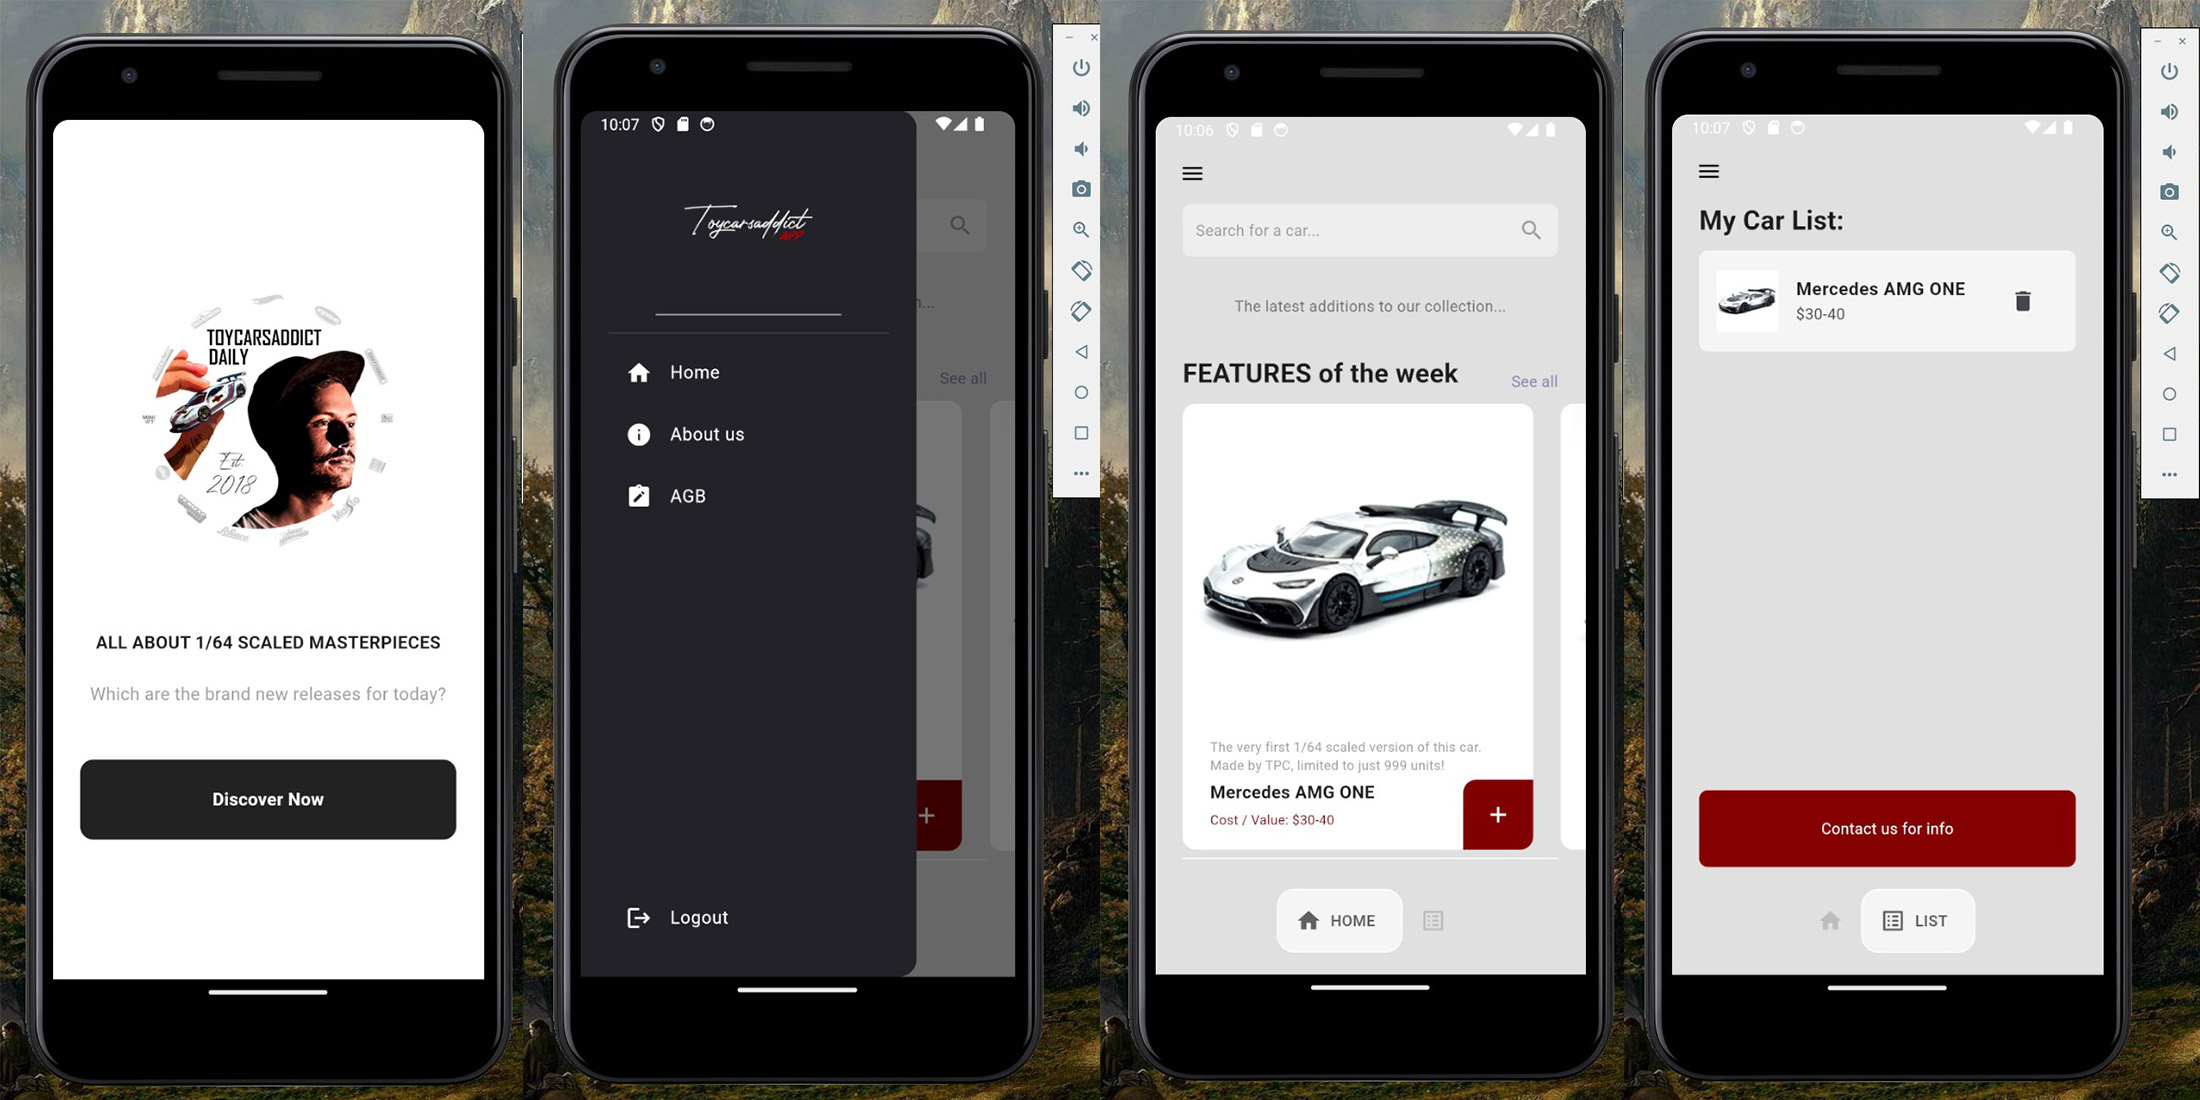 TOYCARSADDICT
DAILY
Est.
2018
ALL ABOUT 1/64 SCALED MASTERPIECES
Which are the brand new releases for today?
Discover Now
10:07
Toycarsaddict
APP
n...
Home
See all
About us
AGB
+
Logout
10:06
Search for a car...
The latest additions to our collection...
FEATURES of the week
See all
The very first 1/64 scaled version of this car.
Made by TPC, limited to just 999 units!
Mercedes AMG ONE
Cost / Value: $30-40
+
HOME
10:07
My Car List:
Mercedes AMG ONE
$30-40
Contact us for info
LIST